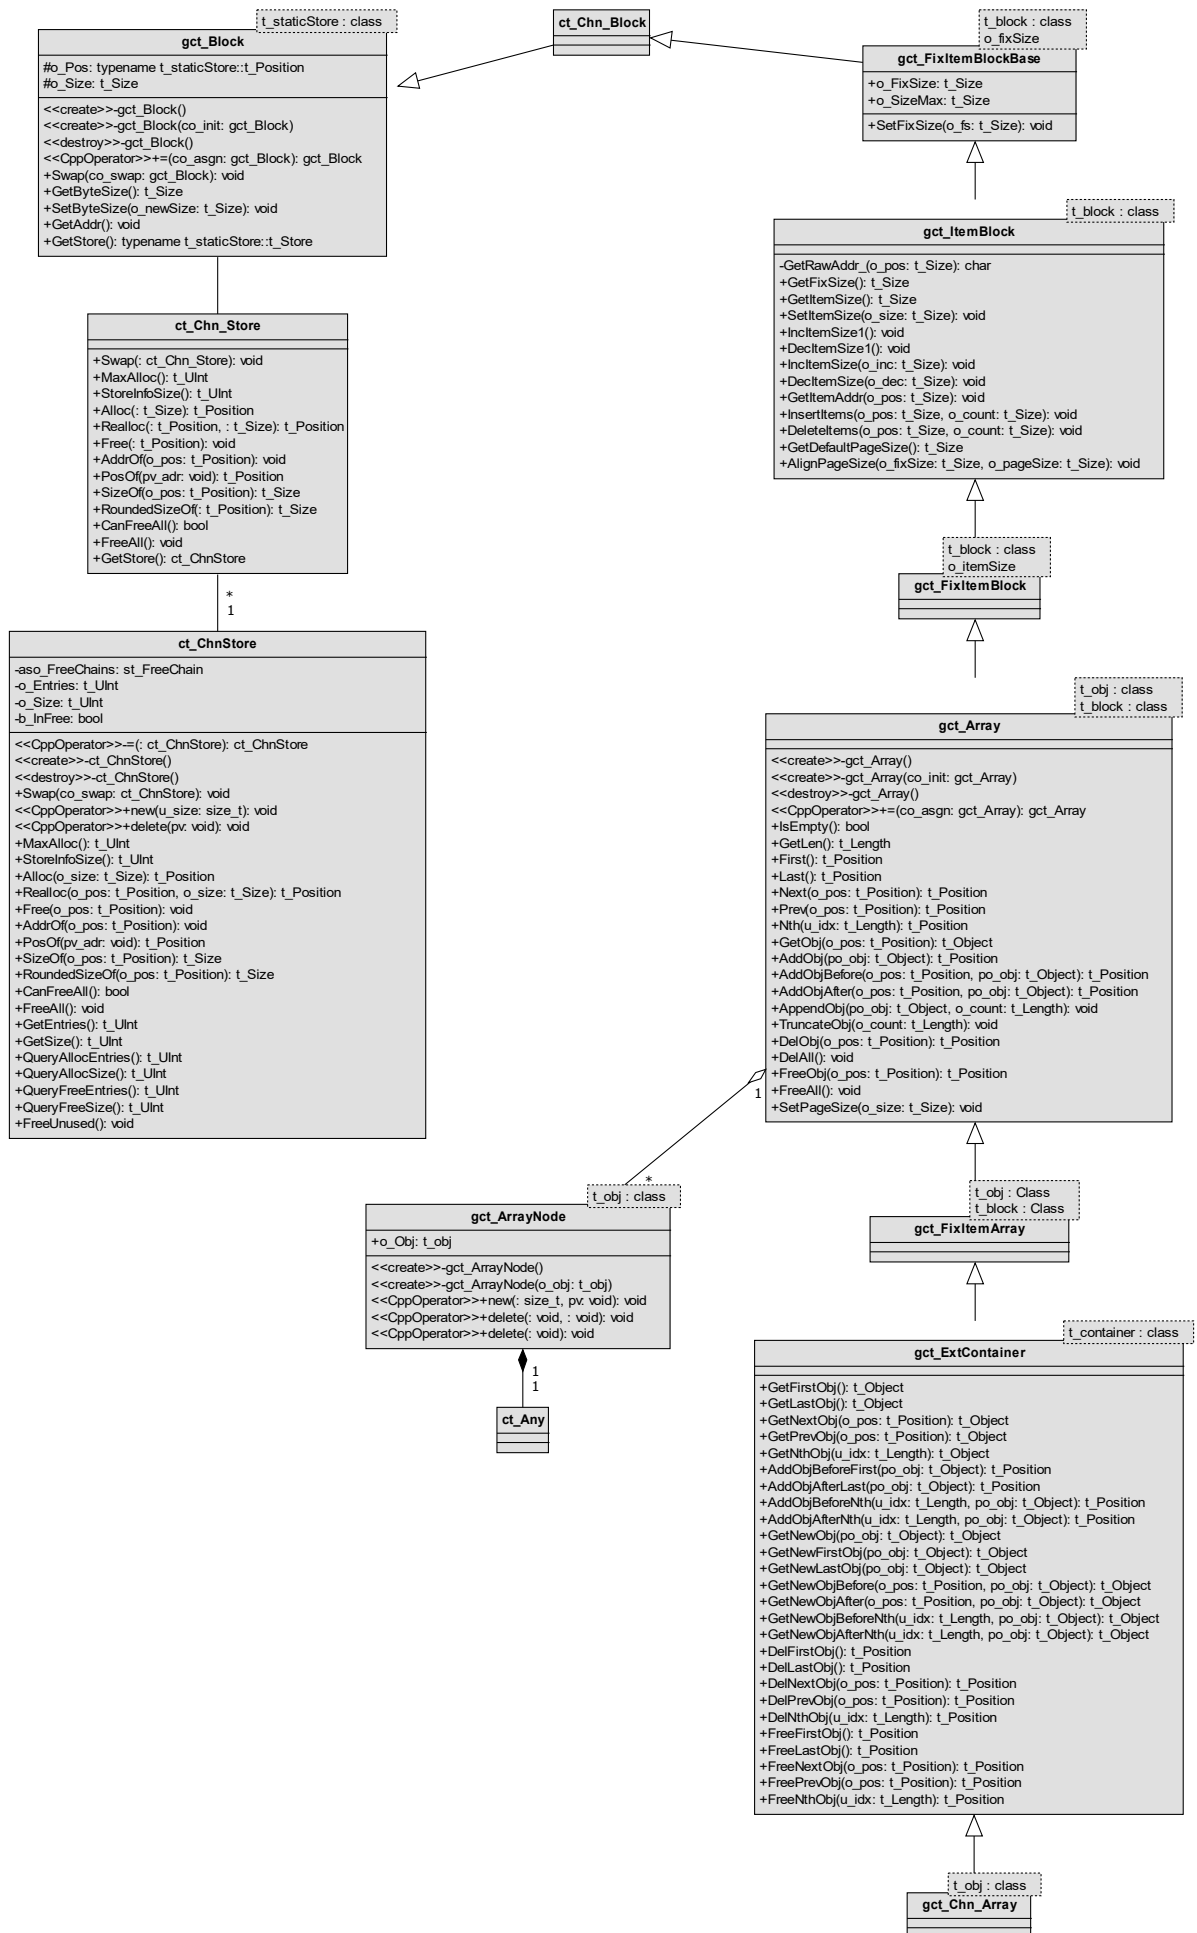 t_staticStore : class
gct_Block
#o_Pos: typename t_staticStore::t_Position
#o_Size: t_Size
<<create>>-gct_Block()
<<create>>-gct_Block(co_init: gct_Block)
<<destroy>>-gct_Block()
<<CppOperator>>+=(co_asgn: gct_Block): gct_Block
+Swap(co_swap: gct_Block): void
+GetByteSize(): t_Size
+SetByteSize(o_newSize: t_Size): void
+GetAddr(): void
+GetStore(): typename t_staticStore::t_Store
ct_Chn_Store
+Swap(: ct_Chn_Store): void
+MaxAlloc(): t_UInt
+StoreInfoSize(): t_UInt
+Alloc(: t_Size): t_Position
+Realloc(: t_Position, : t_Size): t_Position
+Free(: t_Position): void
+AddrOf(o_pos: t_Position): void
+PosOf(pv_adr: void): t_Position
+SizeOf(o_pos: t_Position): t_Size
+RoundedSizeOf(: t_Position): t_Size
+CanFreeAll(): bool
+FreeAll(): void
+GetStore(): ct_ChnStore
*
1
ct_ChnStore
-aso_FreeChains: st_FreeChain
-o_Entries: t_UInt
-o_Size: t_UInt
-b_InFree: bool
<<CppOperator>>-=(: ct_ChnStore): ct_ChnStore
<<create>>-ct_ChnStore()
<<destroy>>-ct_ChnStore()
+Swap(co_swap: ct_ChnStore): void
<<CppOperator>>+new(u_size: size_t): void
<<CppOperator>>+delete(pv: void): void
+MaxAlloc(): t_UInt
+StoreInfoSize(): t_UInt
+Alloc(o_size: t_Size): t_Position
+Realloc(o_pos: t_Position, o_size: t_Size): t_Position
+Free(o_pos: t_Position): void
+AddrOf(o_pos: t_Position): void
+PosOf(pv_adr: void): t_Position
+SizeOf(o_pos: t_Position): t_Size
+RoundedSizeOf(o_pos: t_Position): t_Size
+CanFreeAll(): bool
+FreeAll(): void
+GetEntries(): t_UInt
+GetSize(): t_UInt
+QueryAllocEntries(): t_UInt
+QueryAllocSize(): t_UInt
+QueryFreeEntries(): t_UInt
+QueryFreeSize(): t_UInt
+FreeUnused(): void
ct_Chn_Block
t_block : class
o_fixSize
gct_FixItemBlockBase
+o_FixSize: t_Size
+o_SizeMax: t_Size
+SetFixSize(o_fs: t_Size): void
t_block : class
gct_ItemBlock
-GetRawAddr_(o_pos: t_Size): char
+GetFixSize(): t_Size
+GetItemSize(): t_Size
+SetItemSize(o_size: t_Size): void
+IncItemSize1(): void
+DecItemSize1(): void
+IncItemSize(o_inc: t_Size): void
+DecItemSize(o_dec: t_Size): void
+GetItemAddr(o_pos: t_Size): void
+InsertItems(o_pos: t_Size, o_count: t_Size): void
+DeleteItems(o_pos: t_Size, o_count: t_Size): void
+GetDefaultPageSize(): t_Size
+AlignPageSize(o_fixSize: t_Size, o_pageSize: t_Size): void
t_block : class
o_itemSize
gct_FixItemBlock
t_obj : class
t_block : class
gct_Array
<<create>>-gct_Array()
<<create>>-gct_Array(co_init: gct_Array)
<<destroy>>-gct_Array()
<<CppOperator>>+=(co_asgn: gct_Array): gct_Array
+IsEmpty(): bool
+GetLen(): t_Length
+First(): t_Position
+Last(): t_Position
+Next(o_pos: t_Position): t_Position
+Prev(o_pos: t_Position): t_Position
+Nth(u_idx: t_Length): t_Position
+GetObj(o_pos: t_Position): t_Object
+AddObj(po_obj: t_Object): t_Position
+AddObjBefore(o_pos: t_Position, po_obj: t_Object): t_Position
+AddObjAfter(o_pos: t_Position, po_obj: t_Object): t_Position
+AppendObj(po_obj: t_Object, o_count: t_Length): void
+TruncateObj(o_count: t_Length): void
+DelObj(o_pos: t_Position): t_Position
+DelAll(): void
+FreeObj(o_pos: t_Position): t_Position
+FreeAll(): void
+SetPageSize(o_size: t_Size): void
1
*
t_obj : class
gct_ArrayNode
+o_Obj: t_obj
<<create>>-gct_ArrayNode()
<<create>>-gct_ArrayNode(o_obj: t_obj)
<<CppOperator>>+new(: size_t, pv: void): void
<<CppOperator>>+delete(: void, : void): void
<<CppOperator>>+delete(: void): void
1
1
ct_Any
t_obj : Class
t_block : Class
gct_FixItemArray
t_container : class
gct_ExtContainer
+GetFirstObj(): t_Object
+GetLastObj(): t_Object
+GetNextObj(o_pos: t_Position): t_Object
+GetPrevObj(o_pos: t_Position): t_Object
+GetNthObj(u_idx: t_Length): t_Object
+AddObjBeforeFirst(po_obj: t_Object): t_Position
+AddObjAfterLast(po_obj: t_Object): t_Position
+AddObjBeforeNth(u_idx: t_Length, po_obj: t_Object): t_Position
+AddObjAfterNth(u_idx: t_Length, po_obj: t_Object): t_Position
+GetNewObj(po_obj: t_Object): t_Object
+GetNewFirstObj(po_obj: t_Object): t_Object
+GetNewLastObj(po_obj: t_Object): t_Object
+GetNewObjBefore(o_pos: t_Position, po_obj: t_Object): t_Object
+GetNewObjAfter(o_pos: t_Position, po_obj: t_Object): t_Object
+GetNewObjBeforeNth(u_idx: t_Length, po_obj: t_Object): t_Object
+GetNewObjAfterNth(u_idx: t_Length, po_obj: t_Object): t_Object
+DelFirstObj(): t_Position
+DelLastObj(): t_Position
+DelNextObj(o_pos: t_Position): t_Position
+DelPrevObj(o_pos: t_Position): t_Position
+DelNthObj(u_idx: t_Length): t_Position
+FreeFirstObj(): t_Position
+FreeLastObj(): t_Position
+FreeNextObj(o_pos: t_Position): t_Position
+FreePrevObj(o_pos: t_Position): t_Position
+FreeNthObj(u_idx: t_Length): t_Position
t_obj : class
gct_Chn_Array